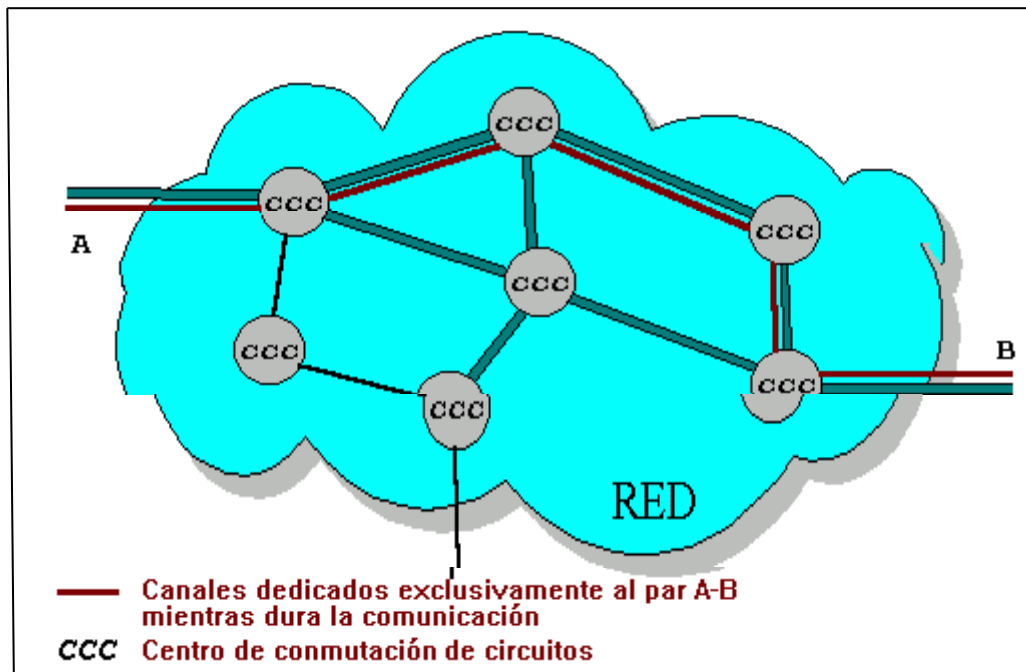 ccc
ccc
A
ccc
ccc
B
ccc
ccc
ccc
RED
Canales dedicados exclusivamente al par A-B
mientras dura la comunicación
CCC Centro de conmutación de circuitos